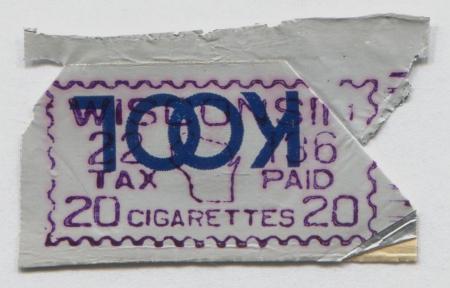 WISCONSIN
KOOL
TAX PAID
20 CIGARETTES 20